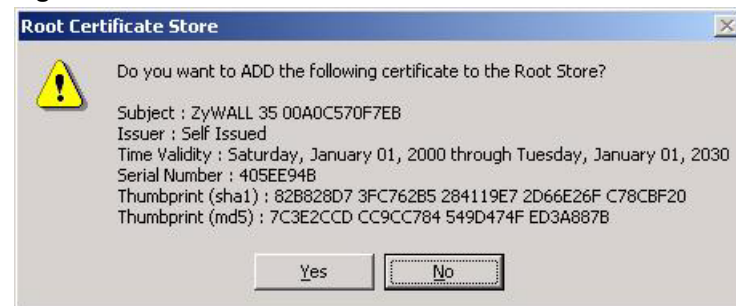 Root Certificate Store
Do you want to ADD the following certificate to the Root Store?
Subject : ZyWALL 35 00A0C570F7EB
Issuer : Self Issued
Time Validity : Saturday, January 01, 2000 through Tuesday, January 01, 2030
Serial Number : 405EE94B
Thumbprint (sha1) : 82B828D7 3FC762B5 284119E7 2D66E26F C78CBF20
Thumbprint (md5) : 7C3E2CCD CC9CC784 549D474F ED3A887B
Yes No